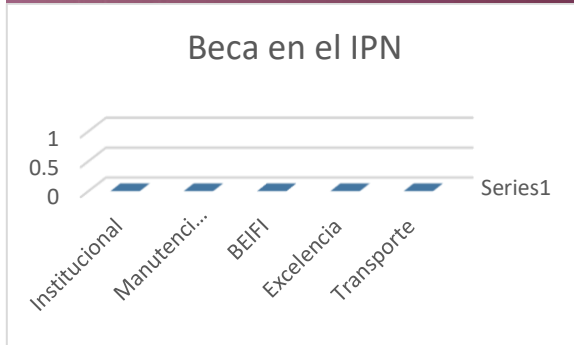 Beca en el IPN
1
0.5
0
Series1
Institucional
Manutenci...
BEIFI
Excelencia
Transporte